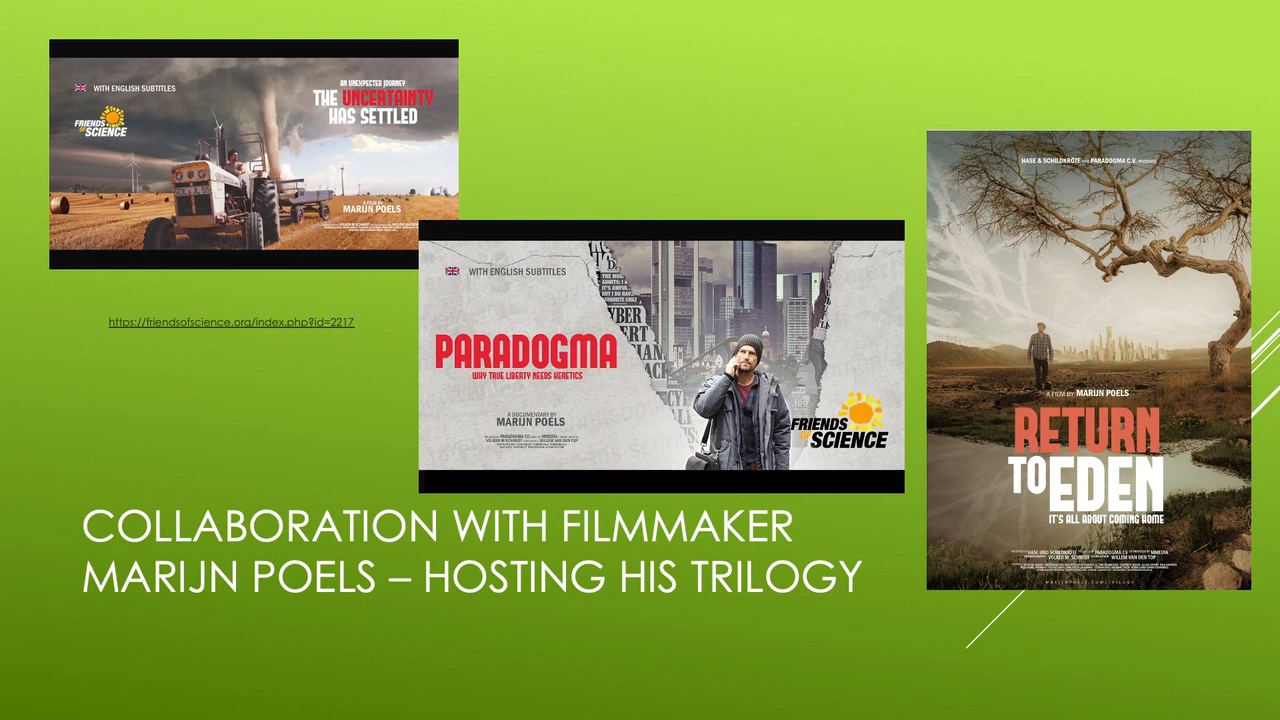 WITH ENGLISH SUBTITLES
FRIENDS
OF SCIENCE
AN UNEXPECTED JOURNEY
THE UNCERTAINTY
HAS SETTLED
A FILM BY
MARIJN POELS
https://friendsofscience.org/index.php?id=2217
WITH ENGLISH SUBTITLES
PARADOGMA
WHY TRUE LIBERTY NEEDS HERETICS
A DOCUMENTARY BY
MARIJN POELS
FRIENDS
OF SCIENCE
HASE & SCHILDKRÖTE AND PARADOGMA C.V. PRESENTS
A FILM BY MARIJN POELS
RETURN
TO EDEN
IT'S ALL ABOUT COMING HOME
COLLABORATION WITH FILMMAKER
MARIJN POELS – HOSTING HIS TRILOGY